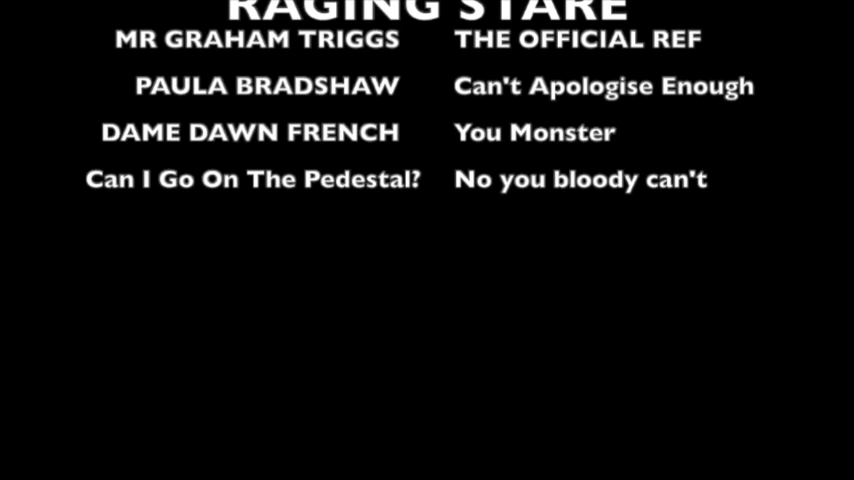 RAGING STARE
MR GRAHAM TRIGGS THE OFFICIAL REF
PAULA BRADSHAW Can't Apologise Enough
DAME DAWN FRENCH You Monster
Can I Go On The Pedestal? No you bloody can't